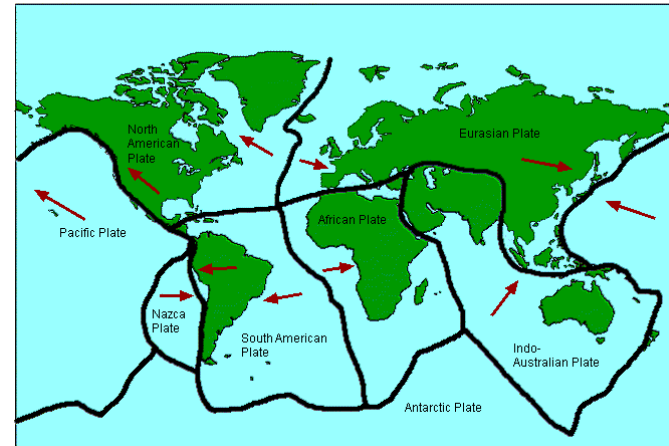 North
American
Plate
Eurasian Plate
African Plate
Pacific Plate
Nazca
Plate
South American
Plate
Indo-
Australian Plate
Antarctic Plate